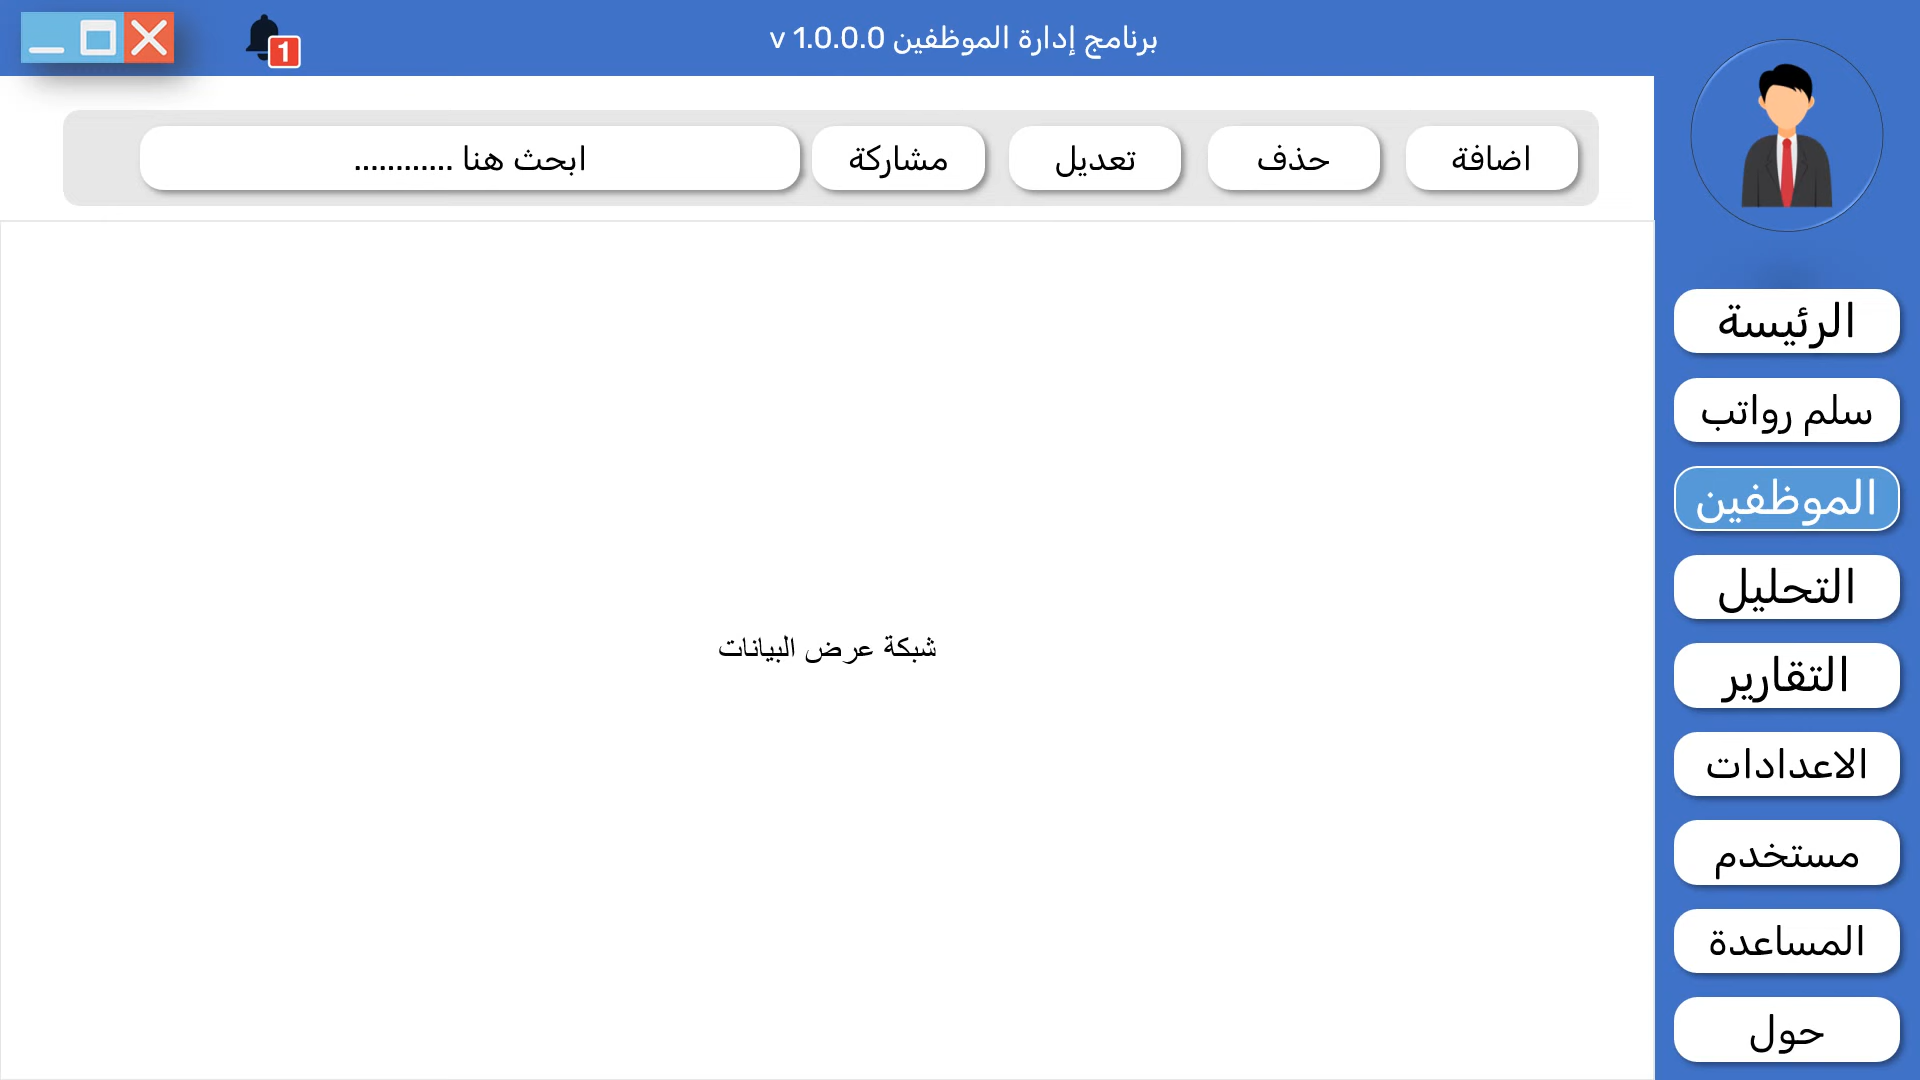 برنامج إدارة الموظفين v 1.0.0.0
1
اضافة
حذف
تعديل
مشاركة
ابحث هنا ............
الرئيسة
سلم رواتب
الموظفين
التحليل
التقارير
الاعدادات
مستخدم
المساعدة
حول
شبكة عرض البيانات